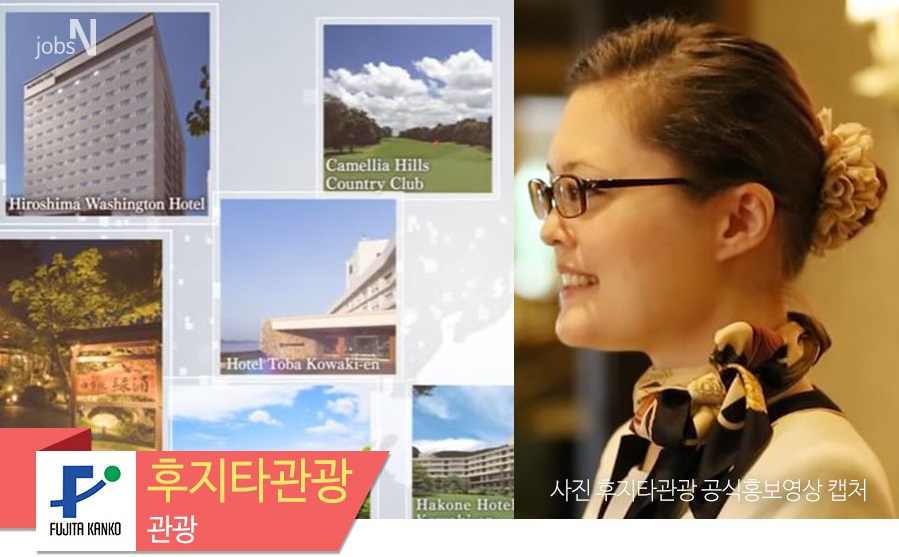 jobsN
Hiroshima Washington Hotel
Camellia Hills
Country Club
Hotel Toba Kowaki-en
Hakone Hotel
Kowaki-en
후지타관광
관광
FUJITA KANKO
사진 후지타관광 공식홍보영상 캡처